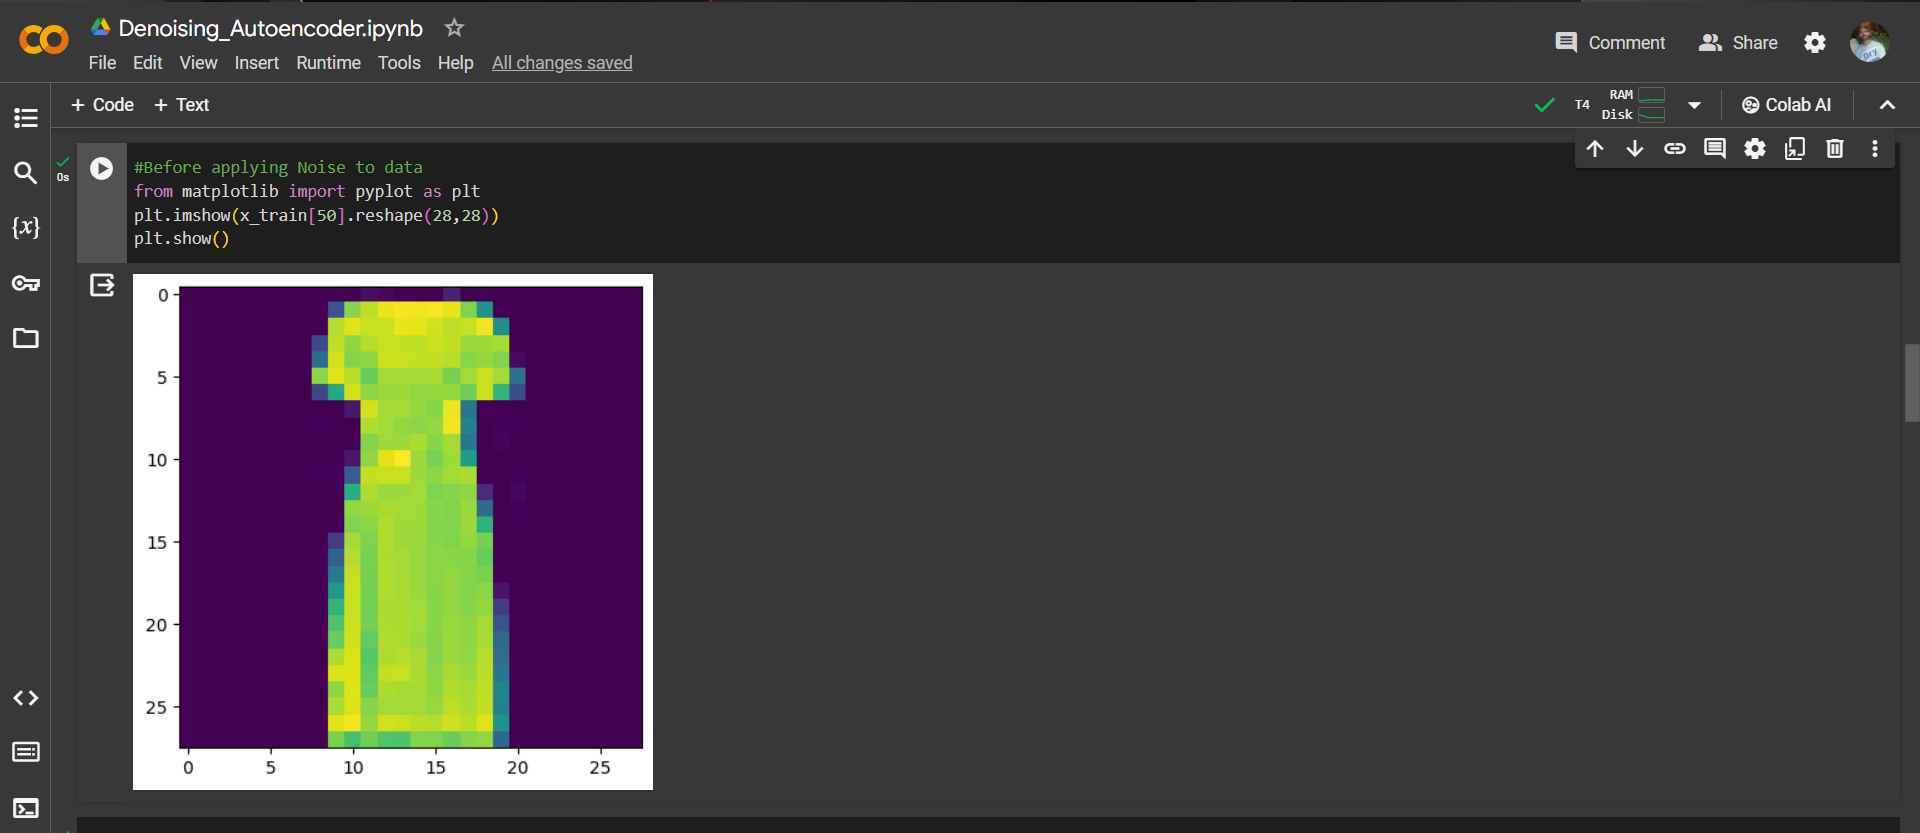 Denoising_Autoencoder.ipynb
File Edit View Insert Runtime Tools Help All changes saved
Comment Share
+ Code + Text
T4 RAM Disk Colab AI
0s
#Before applying Noise to data
from matplotlib import pyplot as plt
plt.imshow(x_train[50].reshape(28,28))
plt.show()
{x}
0
5
10
15
20
25
0 5 10 15 20 25